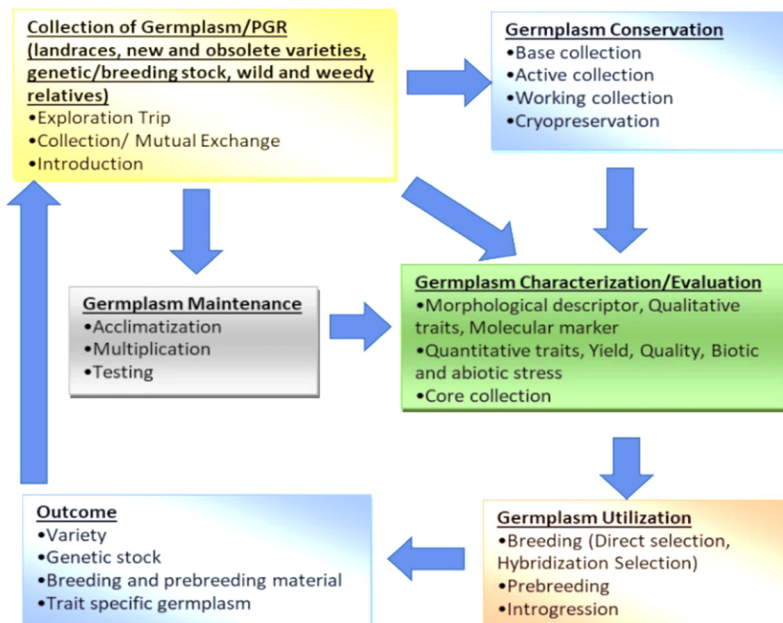 Collection of Germplasm/PGR
(landraces, new and obsolete varieties,
genetic/breeding stock, wild and weedy
relatives)
•Exploration Trip
•Collection/ Mutual Exchange
•Introduction
Germplasm Conservation
•Base collection
•Active collection
•Working collection
•Cryopreservation
Germplasm Maintenance
•Acclimatization
•Multiplication
•Testing
Germplasm Characterization/Evaluation
•Morphological descriptor, Qualitative
traits, Molecular marker
•Quantitative traits, Yield, Quality, Biotic
and abiotic stress
•Core collection
Outcome
•Variety
•Genetic stock
•Breeding and prebreeding material
•Trait specific germplasm
Germplasm Utilization
•Breeding (Direct selection,
Hybridization Selection)
•Prebreeding
•Introgression